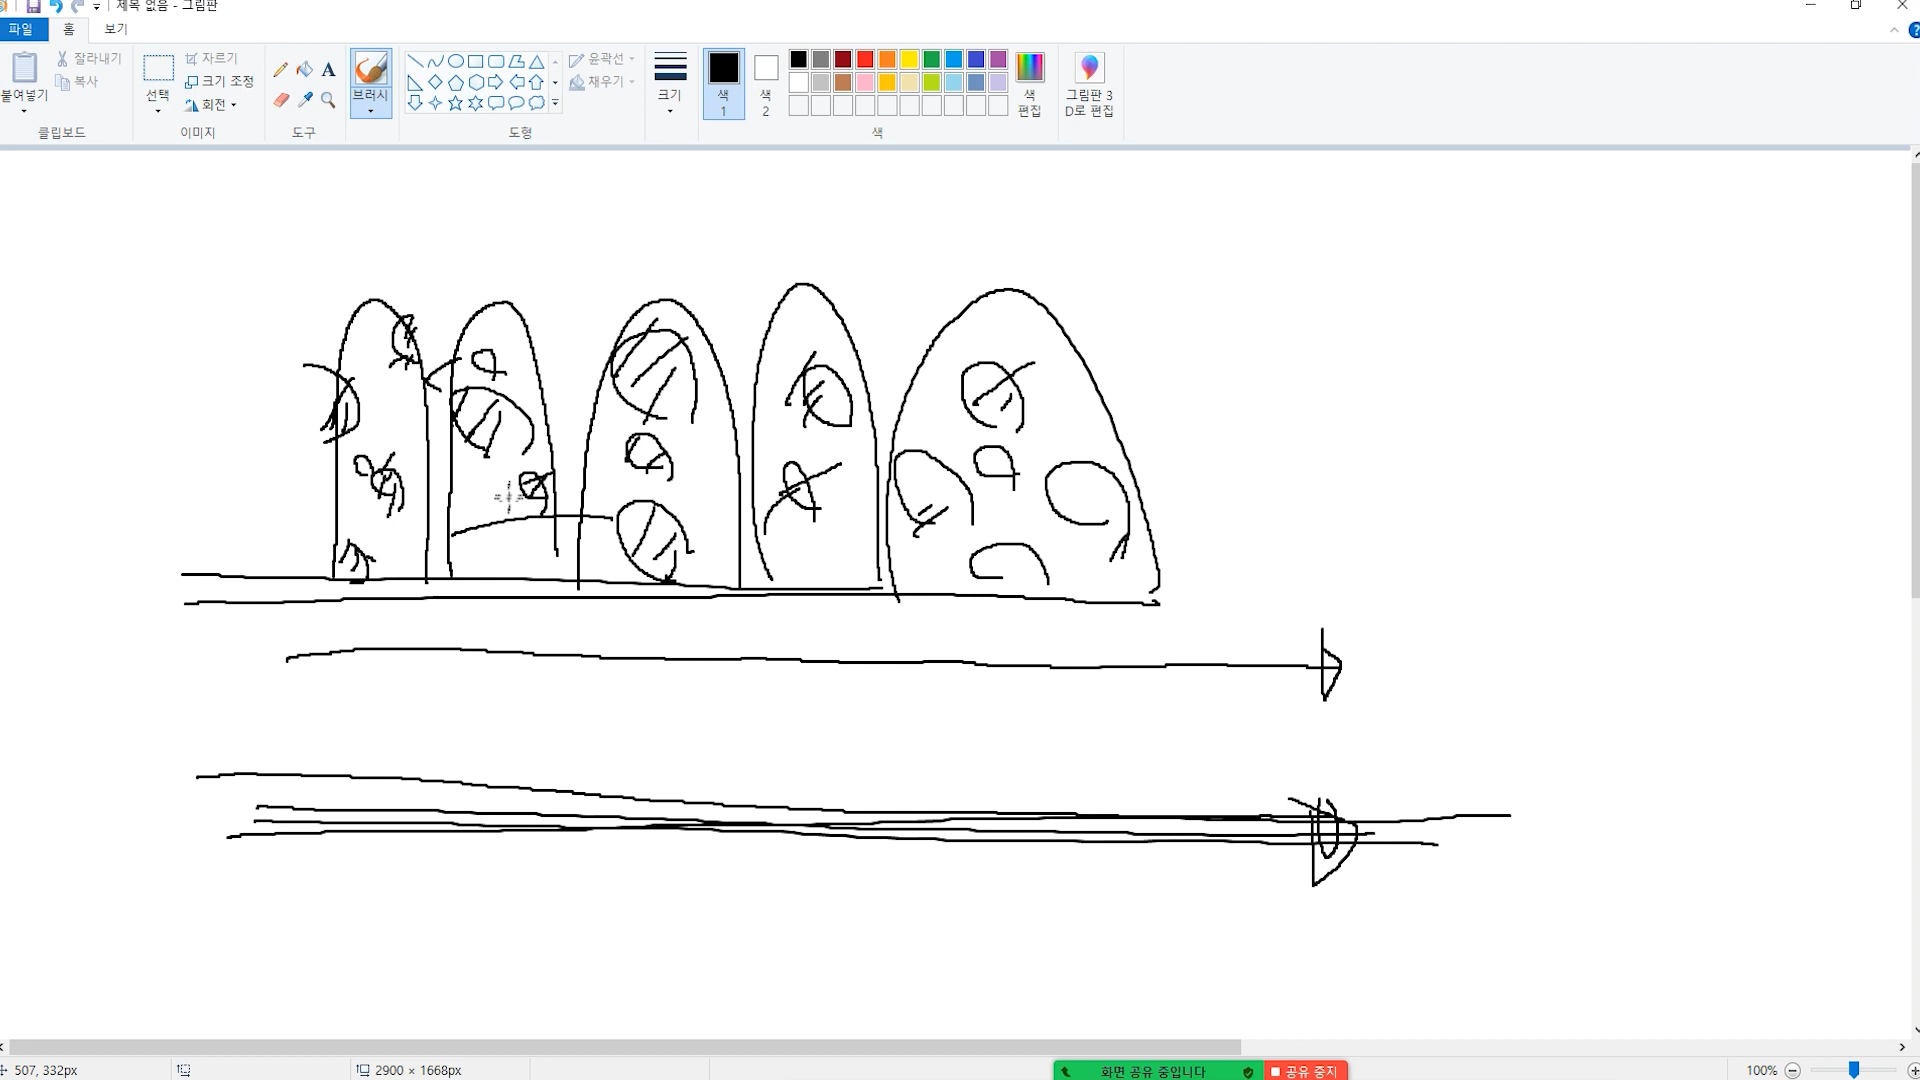 제목 없음 - 그림판
파일 홈 보기
붙여넣기
잘라내기
복사
클립보드
선택
자르기
크기 조정
회전
이미지
A
도구
브러시
윤곽선
채우기
도형
크기
색
1
색
2
색
편집
색
그림판 3
D로 편집
507, 332px
2900 × 1668px
화면 공유 중입니다
공유 중지
100%